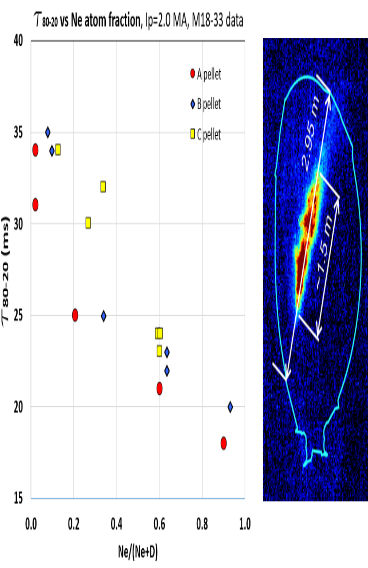 τ80-20 vs Ne atom fraction, Ip=2.0 MA, M18-33 data
40
35
30
25
20
15
τ80-20 (ms)
A pellet
B pellet
C pellet
0.0 0.2 0.4 0.6 0.8 1.0
Ne/(Ne+D)
2.95 m
~1.5 m